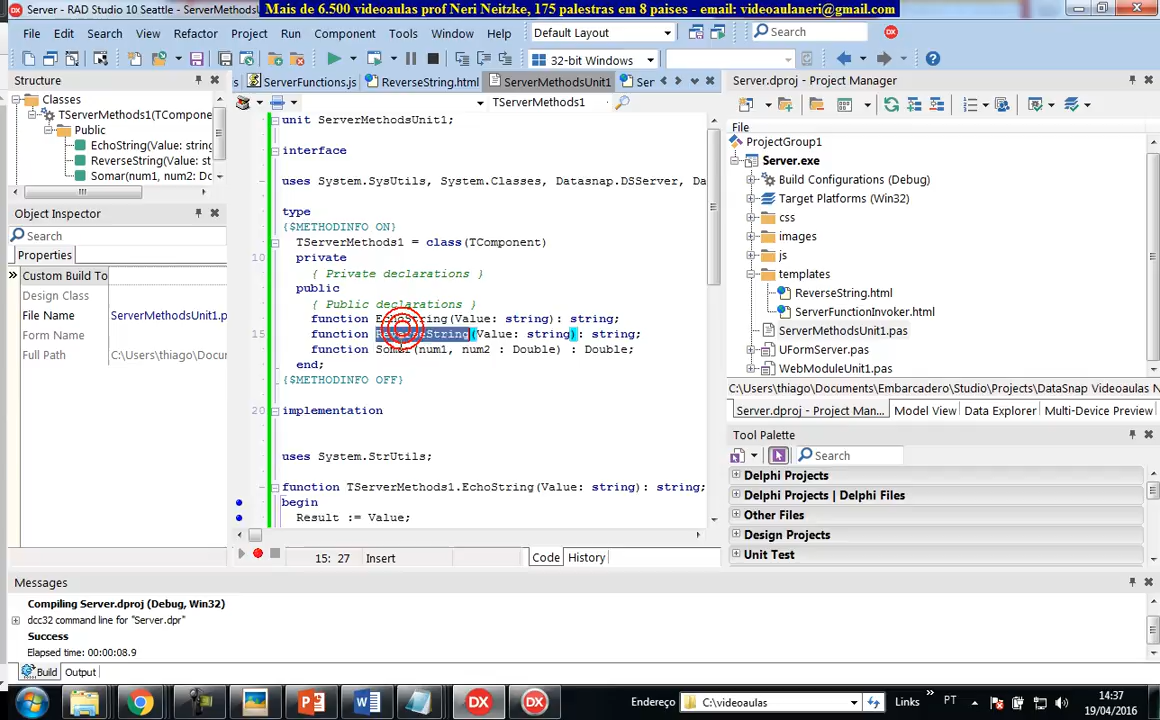 Server - RAD Studio 10 Seattle - ServerMethodsU
Mais de 6.500 videoaulas prof Neri Neitzke, 175 palestras em 8 paises - email: videoaulaneri@gmail.com
File Edit Search View Refactor Project Run Component Tools Window Help
Default Layout
Search
32-bit Windows
Structure
Classes
TServerMethods1(TCompone
Public
EchoString(Value: string
ReverseString(Value: st
Somar(num1, num2: Do
Object Inspector
Search
Properties
Custom Build To
Design Class
File Name ServerMethodsUnit1.p
Form Name
Full Path C:\Users\thiago\Docume
s ServerFunctions.js ReverseString.html ServerMethodsUnit1 Ser
TServerMethods1
unit ServerMethodsUnit1;
interface
uses System.SysUtils, System.Classes, Datasnap.DSServer, Da
type
{$METHODINFO ON}
TServerMethods1 = class(TComponent)
10 private
{ Private declarations }
public
{ Public declarations }
function EchoString(Value: string): string;
15 function ReverseString(Value: string): string;
function Somar(num1, num2 : Double) : Double;
end;
{$METHODINFO OFF}
20 implementation
uses System.StrUtils;
function TServerMethods1.EchoString(Value: string): string;
begin
Result := Value;
15: 27 Insert
Code History
Server.dproj - Project Manager
File
ProjectGroup1
Server.exe
Build Configurations (Debug)
Target Platforms (Win32)
css
images
js
templates
ReverseString.html
ServerFunctionInvoker.html
ServerMethodsUnit1.pas
UFormServer.pas
WebModuleUnit1.pas
C:\Users\thiago\Documents\Embarcadero\Studio\Projects\DataSnap Videoaulas N
Server.dproj - Project Man... Model View Data Explorer Multi-Device Preview
Tool Palette
Search
Delphi Projects
Delphi Projects | Delphi Files
Other Files
Design Projects
Unit Test
Messages
Compiling Server.dproj (Debug, Win32)
dcc32 command line for "Server.dpr"
Success
Elapsed time: 00:00:08.9
Build Output
DX DX
Endereço C:\videoaulas
Links » PT
14:37
19/04/2016